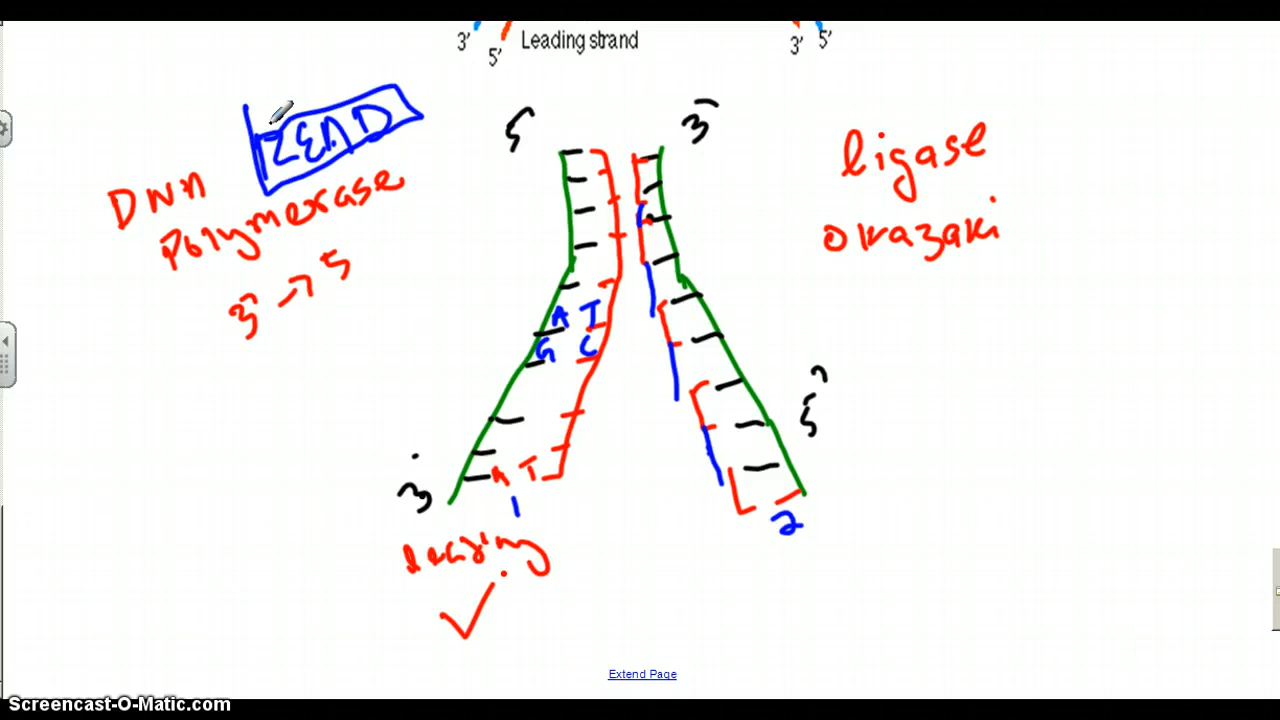 3' 5' Leading strand 3' 5'
READ
DNA
Polymerase
3' → 5
5 3'
ligase
okazaki
A T
G C
5'
3'
A T
1
2
leading
Extend Page
Screencast-O-Matic.com